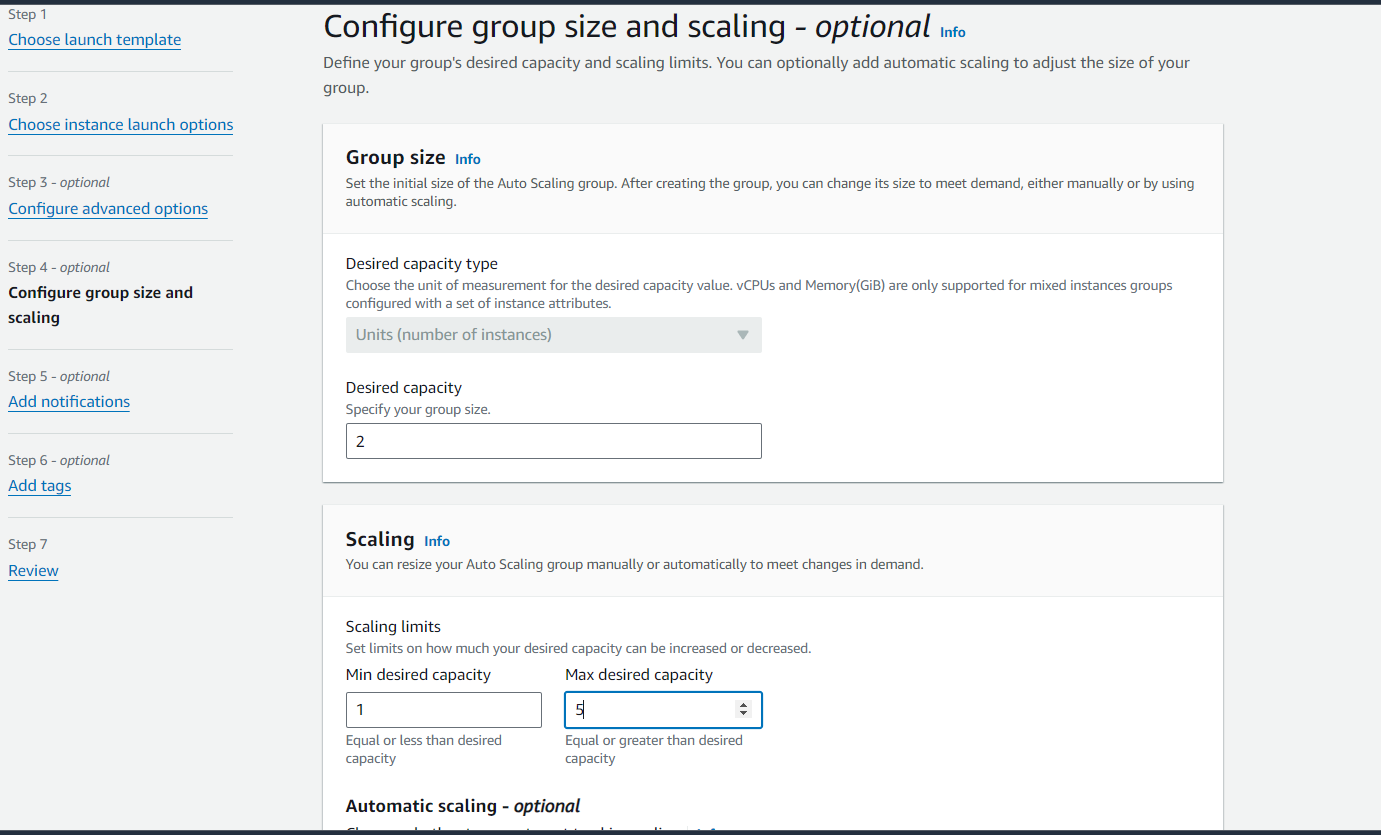 Step 1
Choose launch template
Step 2
Choose instance launch options
Step 3 - optional
Configure advanced options
Step 4 - optional
Configure group size and
scaling
Step 5 - optional
Add notifications
Step 6 - optional
Add tags
Step 7
Review
Configure group size and scaling - optional Info
Define your group's desired capacity and scaling limits. You can optionally add automatic scaling to adjust the size of your
group.
Group size Info
Set the initial size of the Auto Scaling group. After creating the group, you can change its size to meet demand, either manually or by using
automatic scaling.
Desired capacity type
Choose the unit of measurement for the desired capacity value. vCPUs and Memory(GiB) are only supported for mixed instances groups
configured with a set of instance attributes.
Units (number of instances)
Desired capacity
Specify your group size.
2
Scaling Info
You can resize your Auto Scaling group manually or automatically to meet changes in demand.
Scaling limits
Set limits on how much your desired capacity can be increased or decreased.
Min desired capacity
1
Equal or less than desired
capacity
Max desired capacity
5
Equal or greater than desired
capacity
Automatic scaling - optional